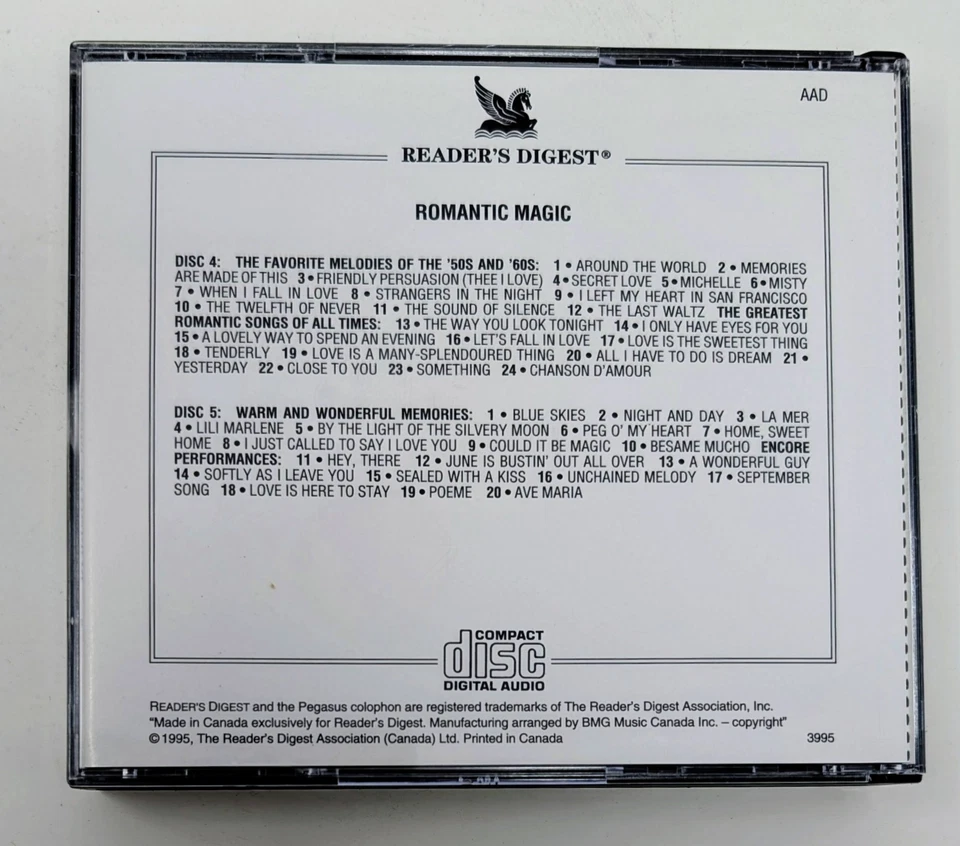 AAD
READER'S DIGEST®
ROMANTIC MAGIC
DISC 4: THE FAVORITE MELODIES OF THE '50S AND '60S: 1 • AROUND THE WORLD 2 • MEMORIES
ARE MADE OF THIS 3 • FRIENDLY PERSUASION (THEE I LOVE) 4 • SECRET LOVE 5 • MICHELLE 6 • MISTY
7 • WHEN I FALL IN LOVE 8 • STRANGERS IN THE NIGHT 9 • I LEFT MY HEART IN SAN FRANCISCO
10 • THE TWELFTH OF NEVER 11 • THE SOUND OF SILENCE 12 • THE LAST WALTZ THE GREATEST
ROMANTIC SONGS OF ALL TIMES: 13 • THE WAY YOU LOOK TONIGHT 14 • I ONLY HAVE EYES FOR YOU
15 • A LOVELY WAY TO SPEND AN EVENING 16 • LET'S FALL IN LOVE 17 • LOVE IS THE SWEETEST THING
18 • TENDERLY 19 • LOVE IS A MANY-SPLENDOURED THING 20 • ALL I HAVE TO DO IS DREAM 21 •
YESTERDAY 22 • CLOSE TO YOU 23 • SOMETHING 24 • CHANSON D'AMOUR
DISC 5: WARM AND WONDERFUL MEMORIES: 1 • BLUE SKIES 2 • NIGHT AND DAY 3 • LA MER
4 • LILI MARLENE 5 • BY THE LIGHT OF THE SILVERY MOON 6 • PEG O' MY HEART 7 • HOME, SWEET
HOME 8 • I JUST CALLED TO SAY I LOVE YOU 9 • COULD IT BE MAGIC 10 • BESAME MUCHO ENCORE
PERFORMANCES: 11 • HEY, THERE 12 • JUNE IS BUSTIN' OUT ALL OVER 13 • A WONDERFUL GUY
14 • SOFTLY AS I LEAVE YOU 15 • SEALED WITH A KISS 16 • UNCHAINED MELODY 17 • SEPTEMBER
SONG 18 • LOVE IS HERE TO STAY 19 • POEME 20 • AVE MARIA
COMPACT
disc
DIGITAL AUDIO
READER'S DIGEST and the Pegasus colophon are registered trademarks of The Reader's Digest Association, Inc.
"Made in Canada exclusively for Reader's Digest. Manufacturing arranged by BMG Music Canada Inc. – copyright"
© 1995, The Reader's Digest Association (Canada) Ltd. Printed in Canada 3995